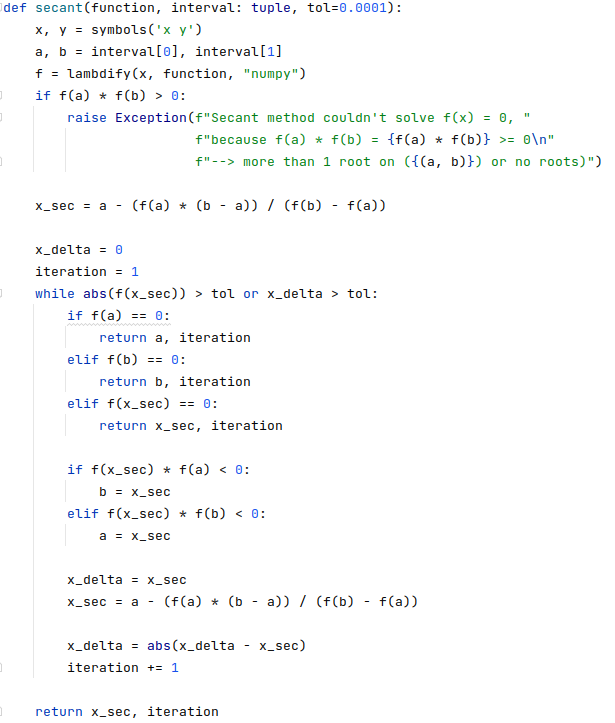 def secant(function, interval: tuple, tol=0.0001):
    x, y = symbols('x y')
    a, b = interval[0], interval[1]
    f = lambdify(x, function, "numpy")
    if f(a) * f(b) > 0:
        raise Exception(f"Secant method couldn't solve f(x) = 0, "
                        f"because f(a) * f(b) = {f(a) * f(b)} >= 0\n"
                        f"--> more than 1 root on ({(a, b)}) or no roots)")
    x_sec = a - (f(a) * (b - a)) / (f(b) - f(a))
    x_delta = 0
    iteration = 1
    while abs(f(x_sec)) > tol or x_delta > tol:
        if f(a) == 0:
            return a, iteration
        elif f(b) == 0:
            return b, iteration
        elif f(x_sec) == 0:
            return x_sec, iteration
        if f(x_sec) * f(a) < 0:
            b = x_sec
        elif f(x_sec) * f(b) < 0:
            a = x_sec
        x_delta = x_sec
        x_sec = a - (f(a) * (b - a)) / (f(b) - f(a))
        x_delta = abs(x_delta - x_sec)
        iteration += 1
    return x_sec, iteration